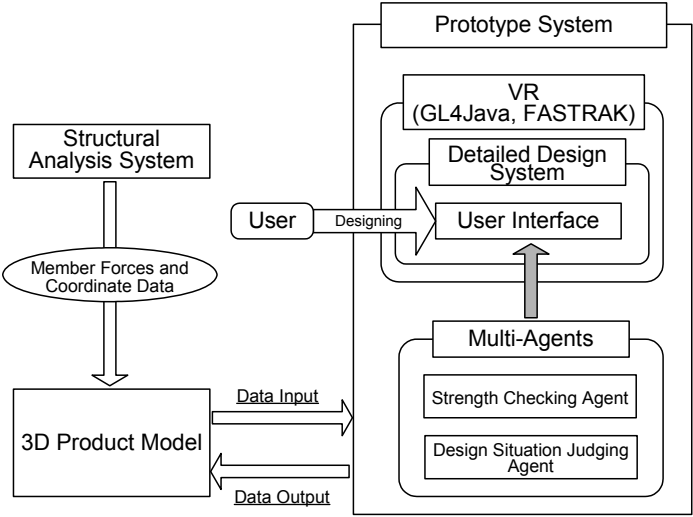 Prototype System
VR
(GL4Java, FASTRAK)
Structural
Analysis System
Detailed Design
System
User
Designing
User Interface
Member Forces and
Coordinate Data
Multi-Agents
Data Input
Strength Checking Agent
3D Product Model
Design Situation Judging
Agent
Data Output